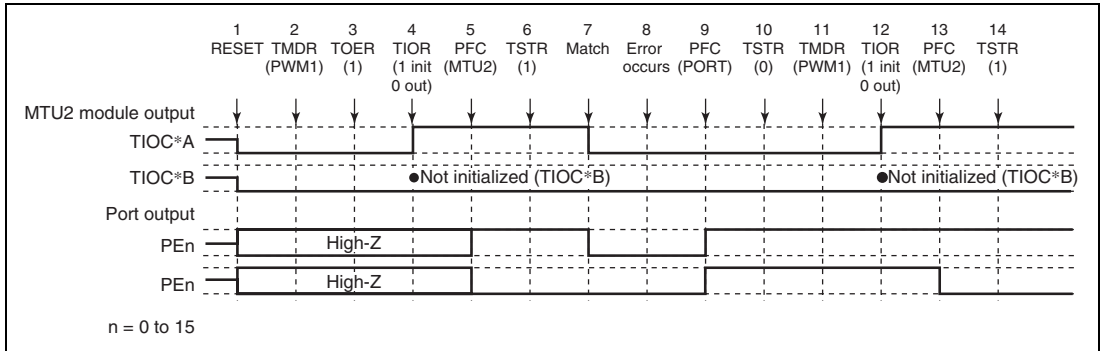 1 2 3 4 5 6 7 8 9 10 11 12 13 14
RESET TMDR TOER TIOR PFC TSTR Match Error PFC TSTR TMDR TIOR PFC TSTR
(PWM1) (1) (1 init (MTU2) (1) occurs (PORT) (0) (PWM1) (1 init (MTU2) (1)
0 out) 0 out)
MTU2 module output
TIOC*A
TIOC*B ●Not initialized (TIOC*B) ●Not initialized (TIOC*B)
Port output
PEn High-Z
PEn High-Z
n = 0 to 15